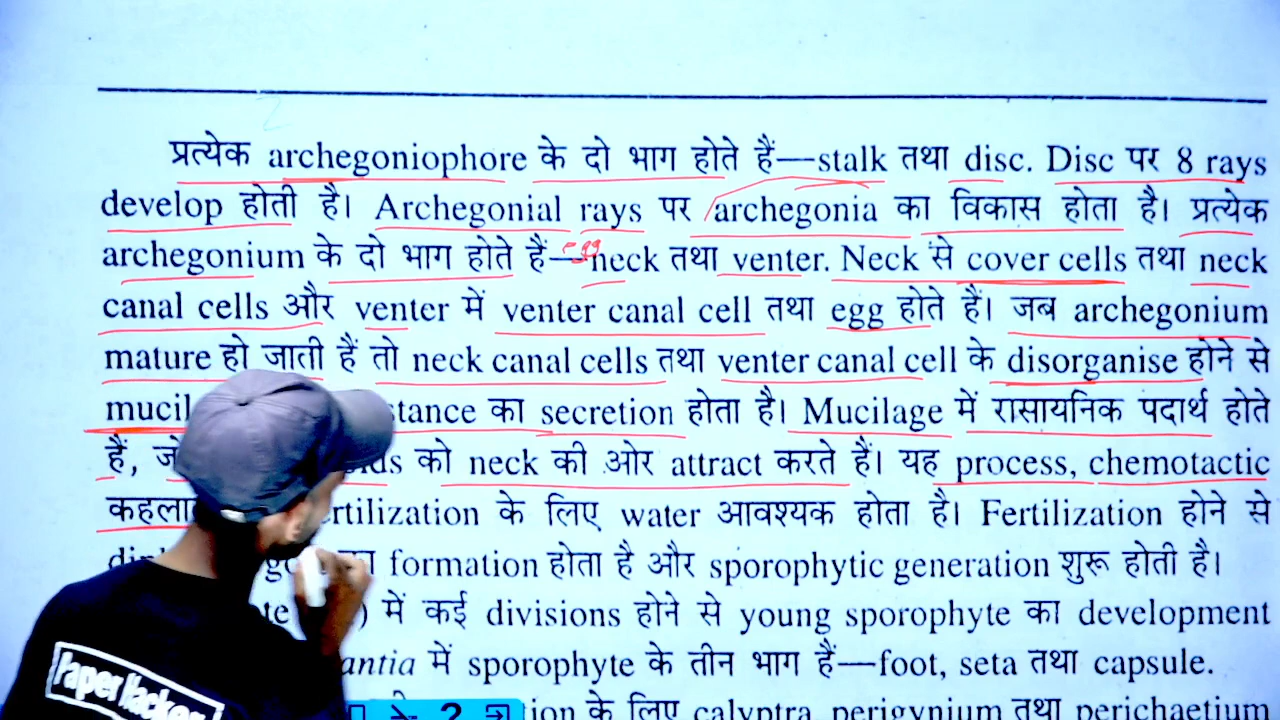 प्रत्येक archegoniophore के दो भाग होते हैं—stalk तथा disc. Disc पर 8 rays
develop होती है। Archegonial rays पर archegonia का विकास होता है। प्रत्येक
archegonium के दो भाग होते हैं—neck तथा venter. Neck से cover cells तथा neck
egg
canal cells और venter में venter canal cell तथा egg होते हैं। जब archegonium
mature हो जाती हैं तो neck canal cells तथा venter canal cell के disorganise होने से
का secretion होता है। Mucilage में रासायनिक पदार्थ होते
हैं, को neck की ओर attract करते हैं। यह process, chemotactic
के लिए water आवश्यक होता है। Fertilization होने से
formation होता है और sporophytic generation शुरू होती है।
) में कई divisions होने से young sporophyte का development
में sporophyte के तीन भाग हैं—foot, seta तथा capsule.
के लिए calyptra, perigynium तथा perichaetium
Paper Hacker